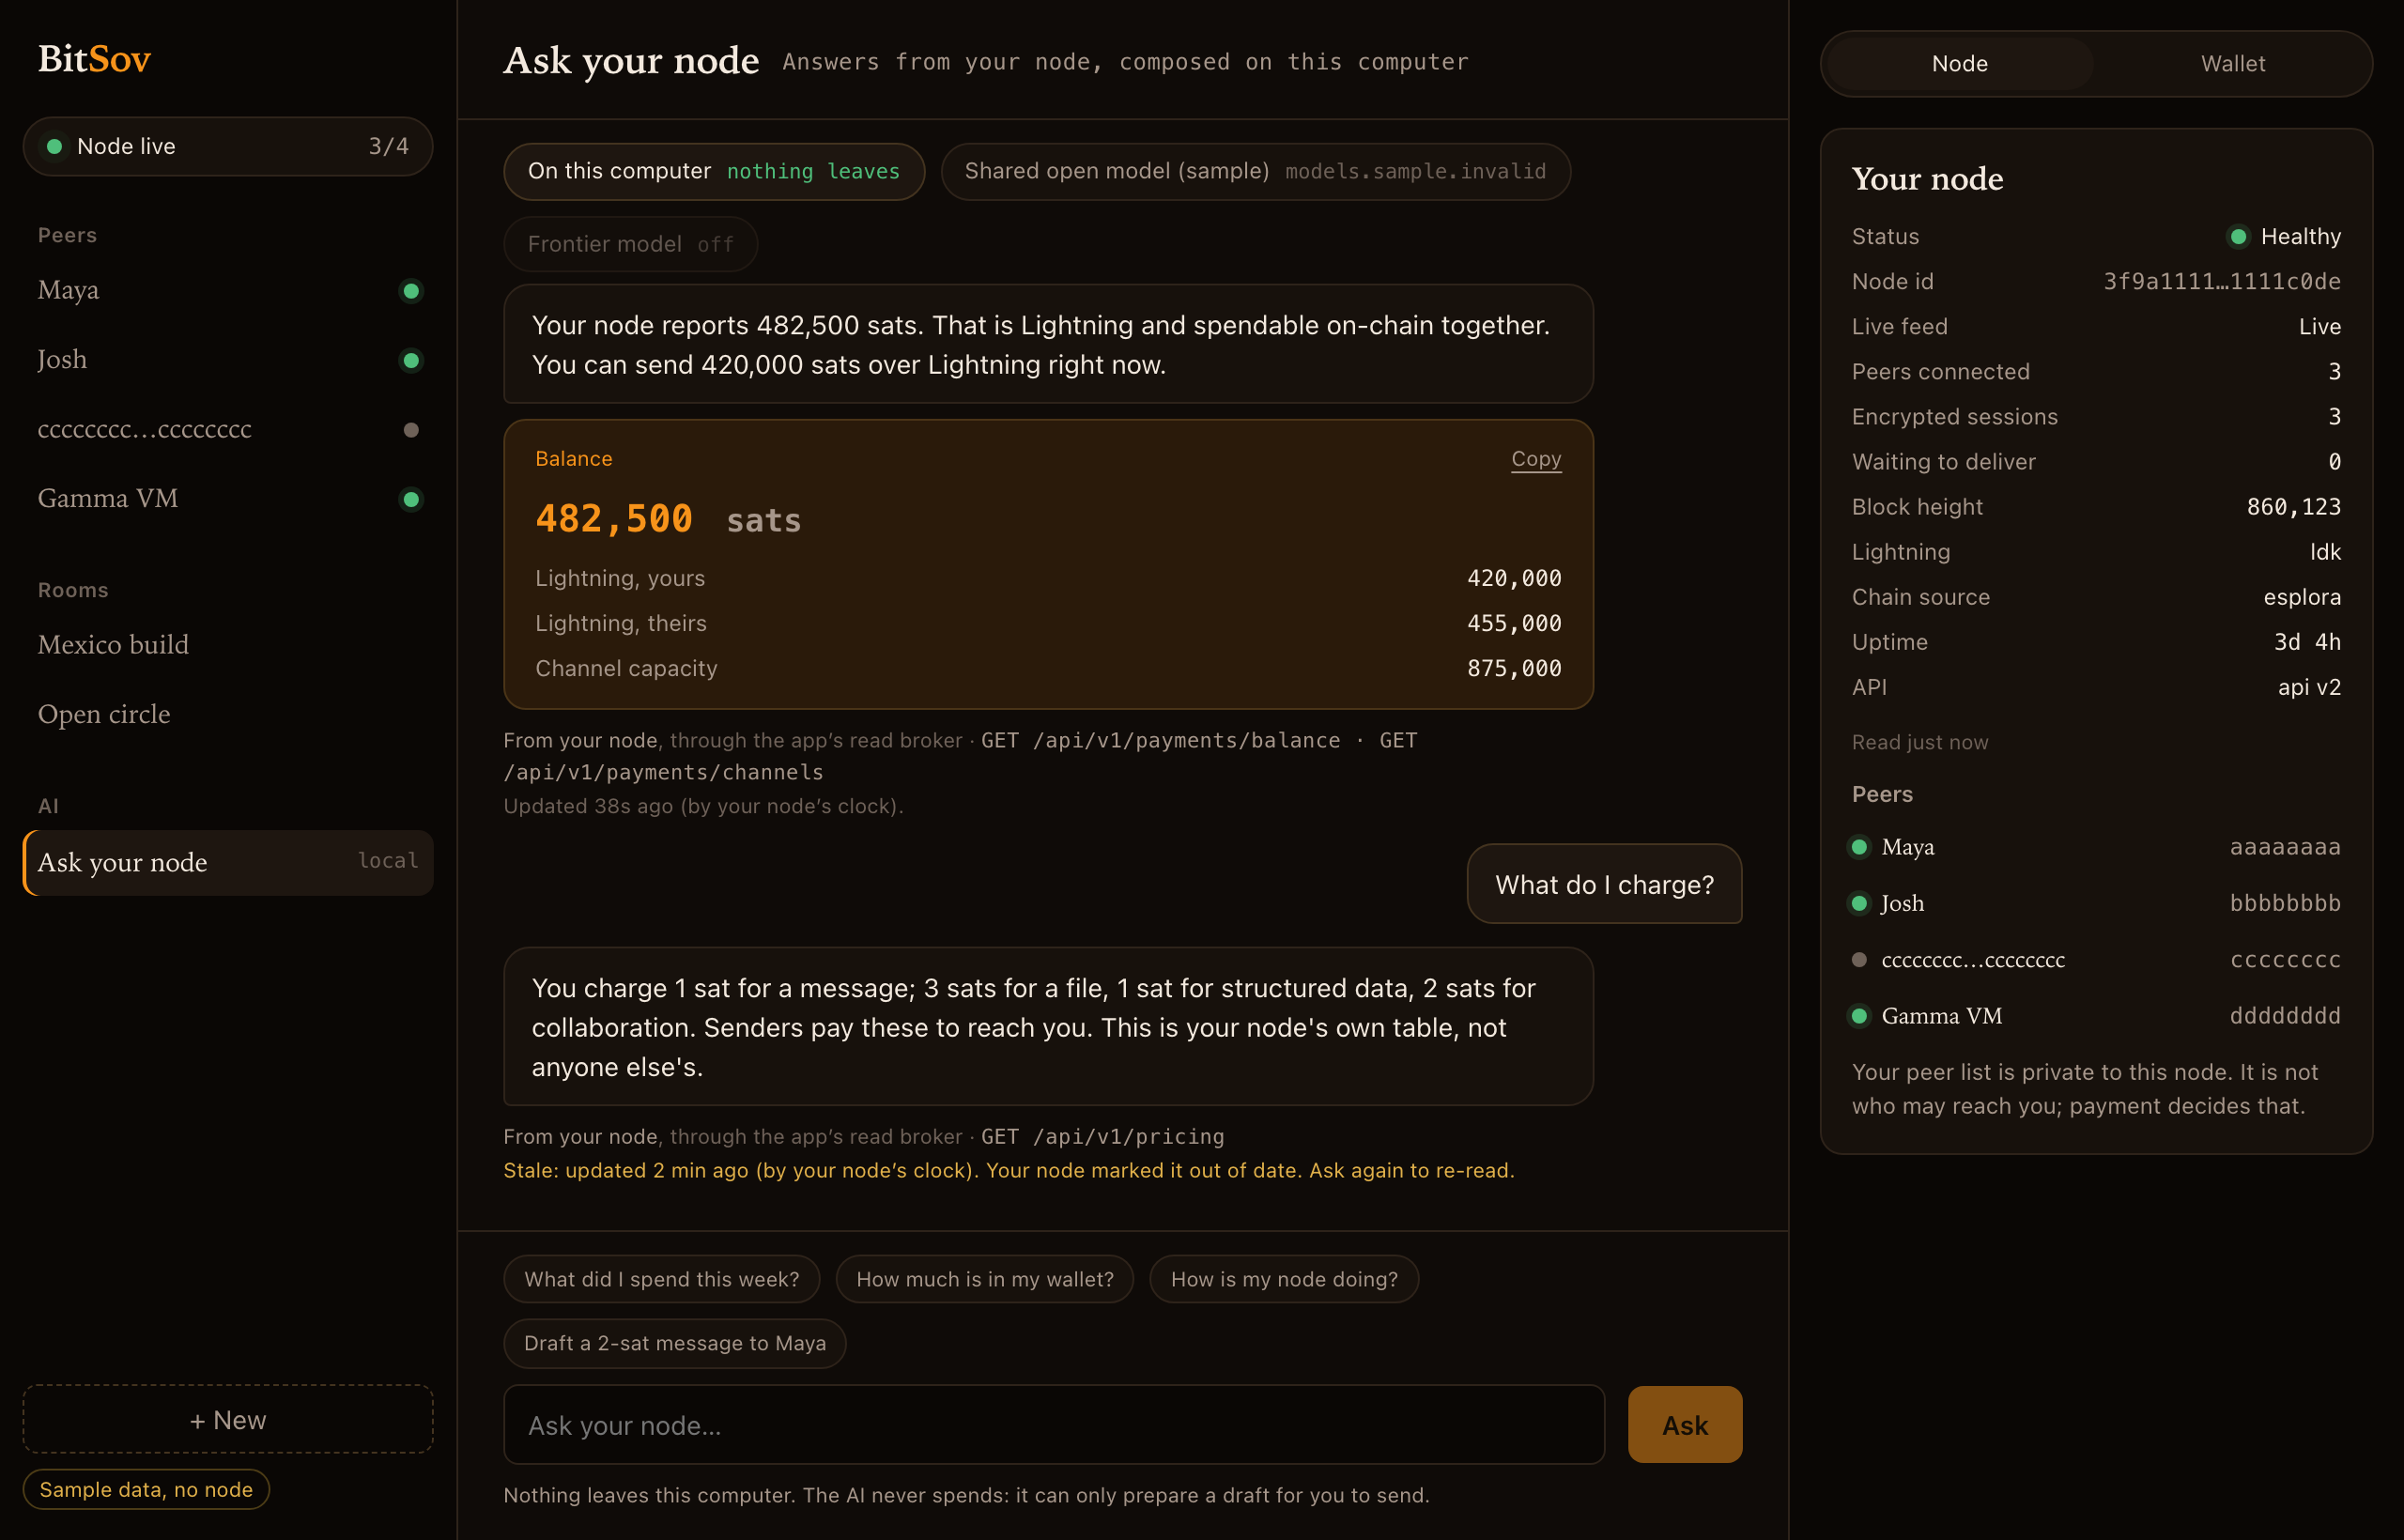 BitSov
Node live 3/4
Peers
Maya
Josh
cccccccc…cccccccc
Gamma VM
Rooms
Mexico build
Open circle
AI
Ask your node local
+ New
Sample data, no node
Ask your node Answers from your node, composed on this computer
On this computer nothing leaves
Shared open model (sample) models.sample.invalid
Frontier model off
Your node reports 482,500 sats. That is Lightning and spendable on-chain together.
You can send 420,000 sats over Lightning right now.
Balance Copy
482,500 sats
Lightning, yours 420,000
Lightning, theirs 455,000
Channel capacity 875,000
From your node, through the app’s read broker · GET /api/v1/payments/balance · GET
/api/v1/payments/channels
Updated 38s ago (by your node’s clock).
What do I charge?
You charge 1 sat for a message; 3 sats for a file, 1 sat for structured data, 2 sats for
collaboration. Senders pay these to reach you. This is your node's own table, not
anyone else's.
From your node, through the app’s read broker · GET /api/v1/pricing
Stale: updated 2 min ago (by your node’s clock). Your node marked it out of date. Ask again to re-read.
What did I spend this week?
How much is in my wallet?
How is my node doing?
Draft a 2-sat message to Maya
Ask your node…
Ask
Nothing leaves this computer. The AI never spends: it can only prepare a draft for you to send.
Node
Wallet
Your node
Status Healthy
Node id 3f9a1111…1111c0de
Live feed Live
Peers connected 3
Encrypted sessions 3
Waiting to deliver 0
Block height 860,123
Lightning ldk
Chain source esplora
Uptime 3d 4h
API api v2
Read just now
Peers
Maya aaaaaaaa
Josh bbbbbbbb
cccccccc…cccccccc cccccccc
Gamma VM dddddddd
Your peer list is private to this node. It is not
who may reach you; payment decides that.